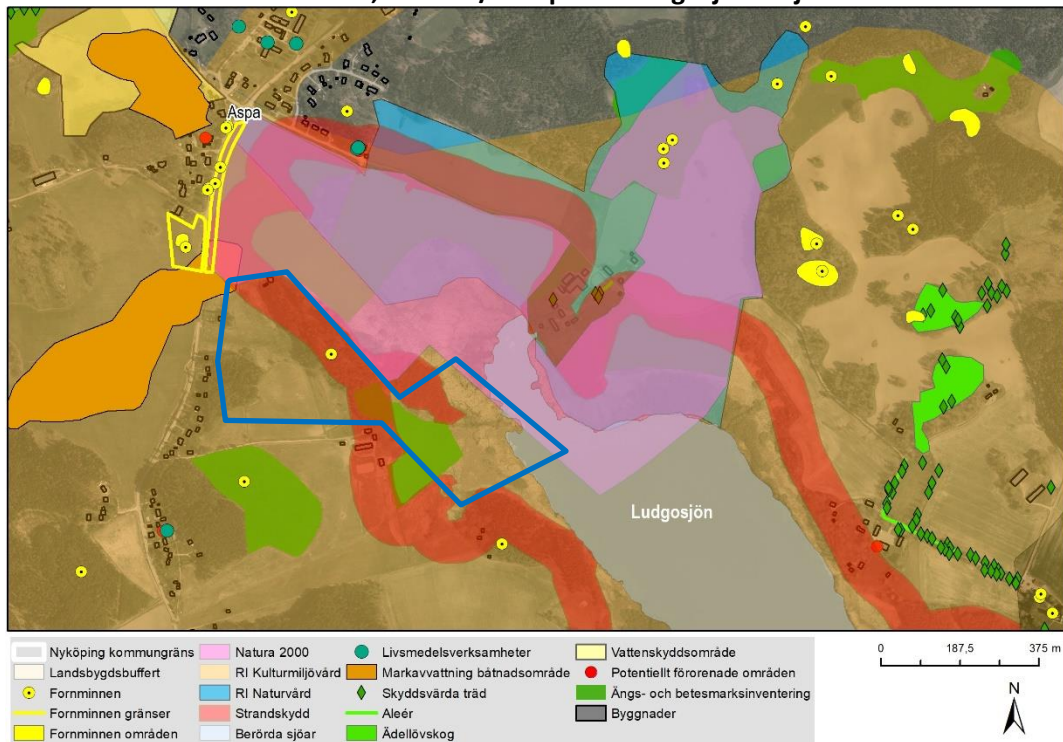 Aspa
Ludgosjön
Nyköping kommungräns
Landsbygdsbuffert
Fornminnen
Fornminnen gränser
Fornminnen områden
Natura 2000
RI Kulturmiljövård
RI Naturvård
Strandskydd
Berörda sjöar
Livsmedelsverksamheter
Markavvattning båtnadsområde
Skyddsvärda träd
Aleér
Ädellövskog
Vattenskyddsområde
Potentiellt förorenade områden
Ängs- och betesmarksinventering
Byggnader
0 187,5 375 m
N